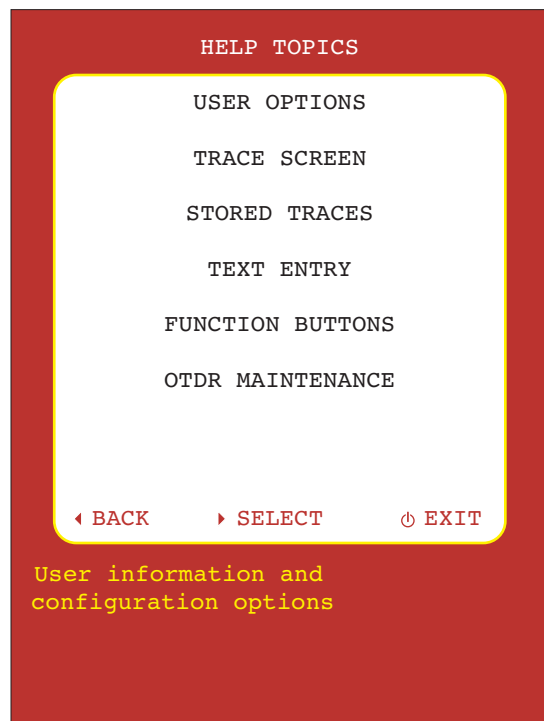 HELP TOPICS
USER OPTIONS
TRACE SCREEN
STORED TRACES
TEXT ENTRY
FUNCTION BUTTONS
OTDR MAINTENANCE
BACK SELECT EXIT
User information and
configuration options